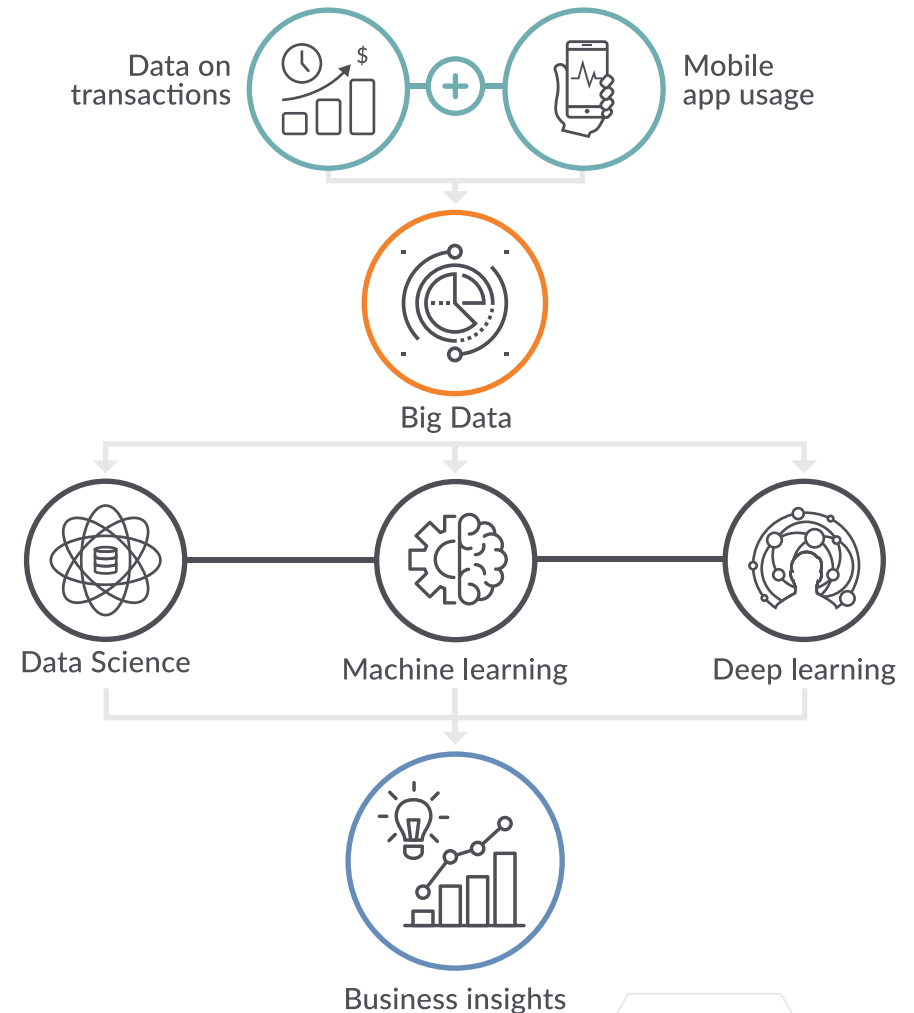 Data on
transactions
$
Mobile
app usage
Big Data
Data Science
Machine learning
Deep learning
Business insights